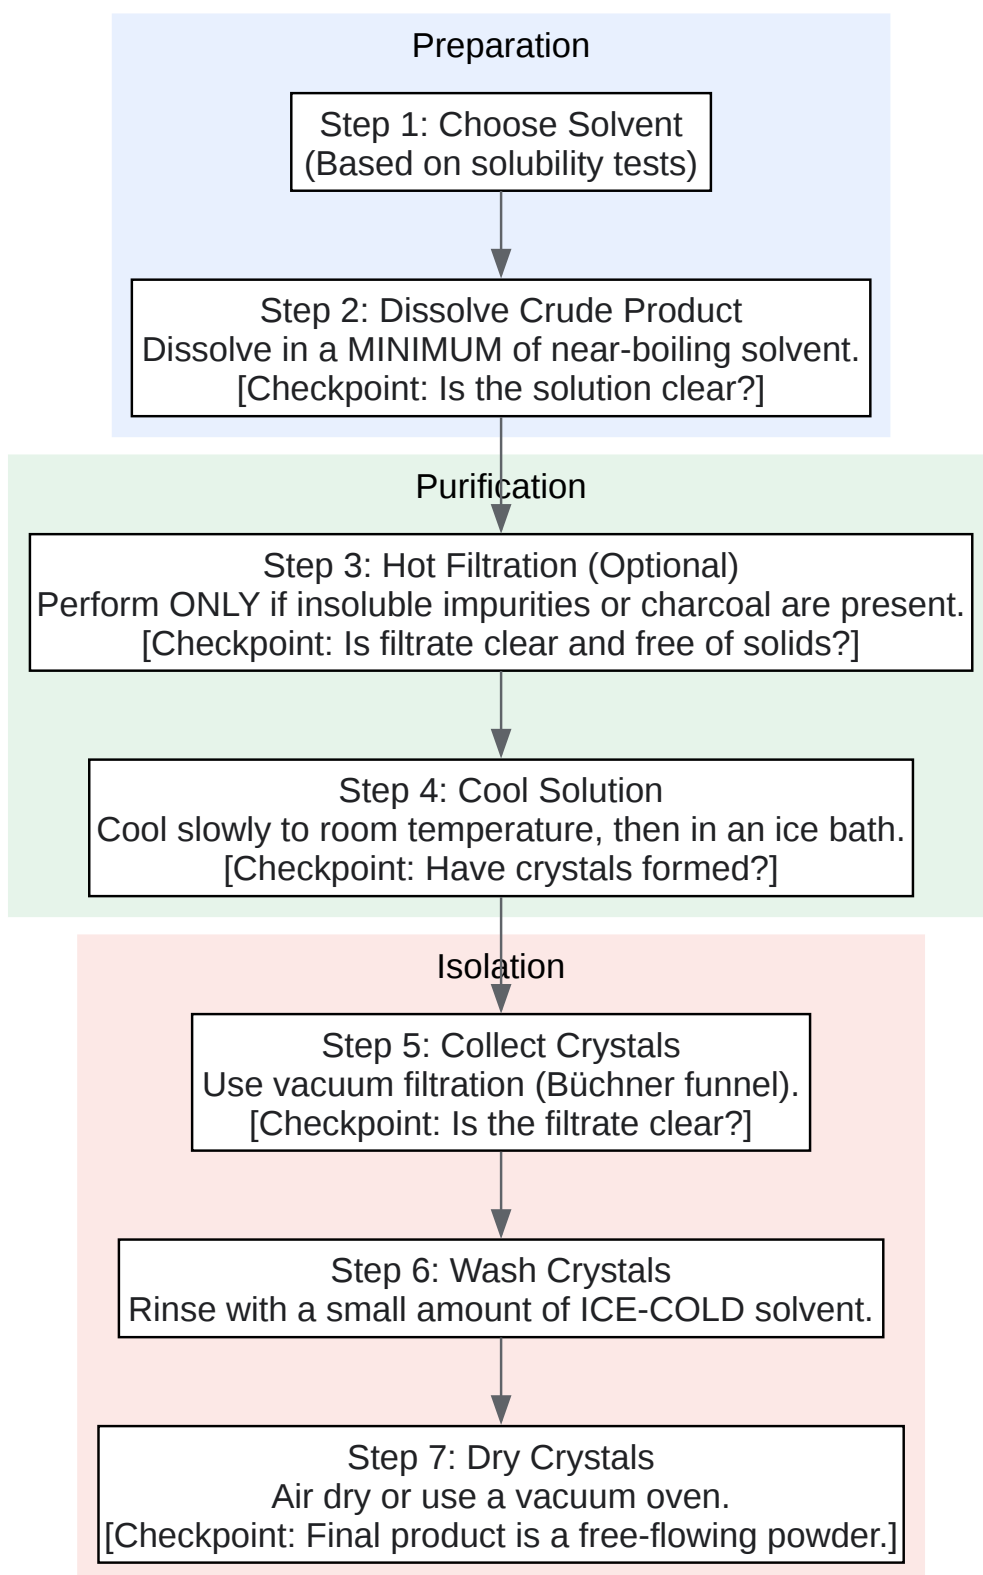 Preparation
Step 1: Choose Solvent
(Based on solubility tests)
Step 2: Dissolve Crude Product
Dissolve in a MINIMUM of near-boiling solvent.
[Checkpoint: Is the solution clear?]
Purification
Step 3: Hot Filtration (Optional)
Perform ONLY if insoluble impurities or charcoal are present.
[Checkpoint: Is filtrate clear and free of solids?]
Step 4: Cool Solution
Cool slowly to room temperature, then in an ice bath.
[Checkpoint: Have crystals formed?]
Isolation
Step 5: Collect Crystals
Use vacuum filtration (Büchner funnel).
[Checkpoint: Is the filtrate clear?]
Step 6: Wash Crystals
Rinse with a small amount of ICE-COLD solvent.
Step 7: Dry Crystals
Air dry or use a vacuum oven.
[Checkpoint: Final product is a free-flowing powder.]